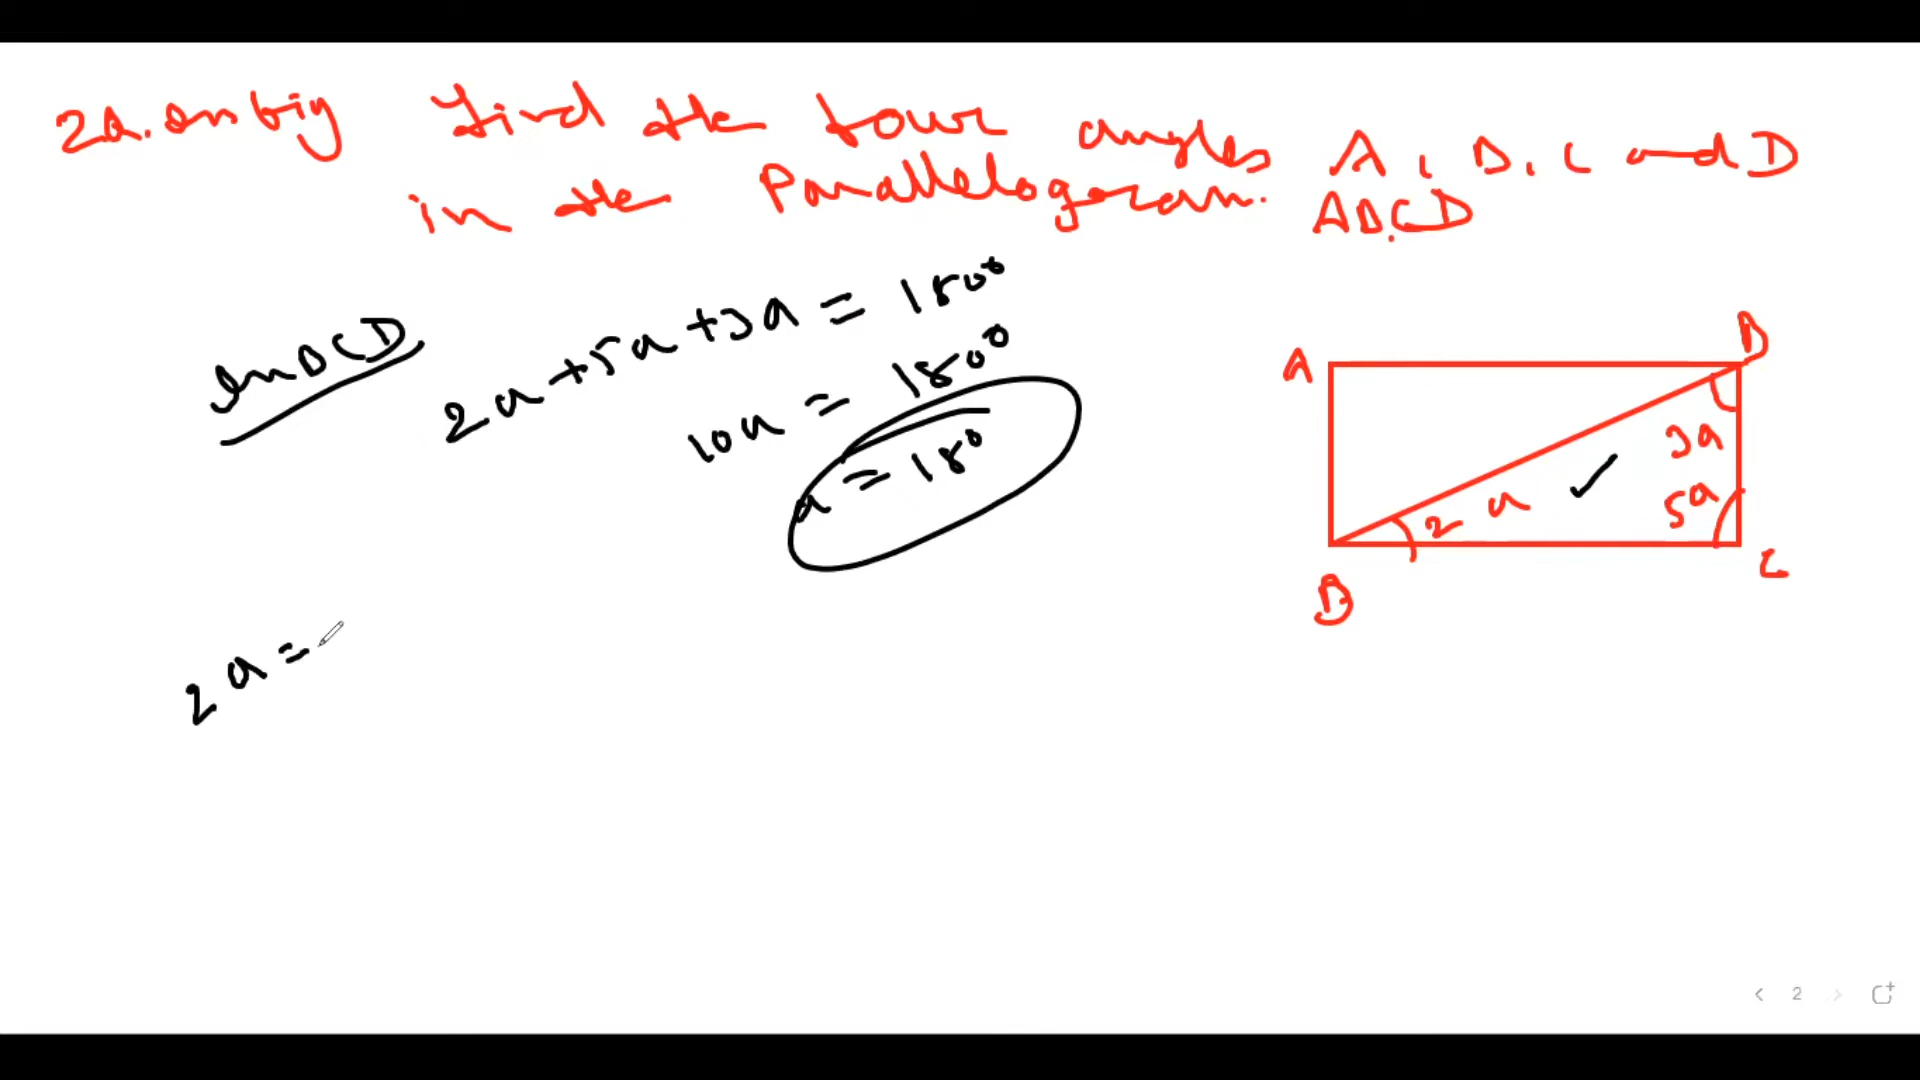 2a. In fig Find the four angles A, B, C and D
in the Parallelogram. ABCD
In BCD
2a + 5a + 3a = 180°
10a = 180°
a = 18°
A
D
3a
5a
2a
B
C
2a =
2